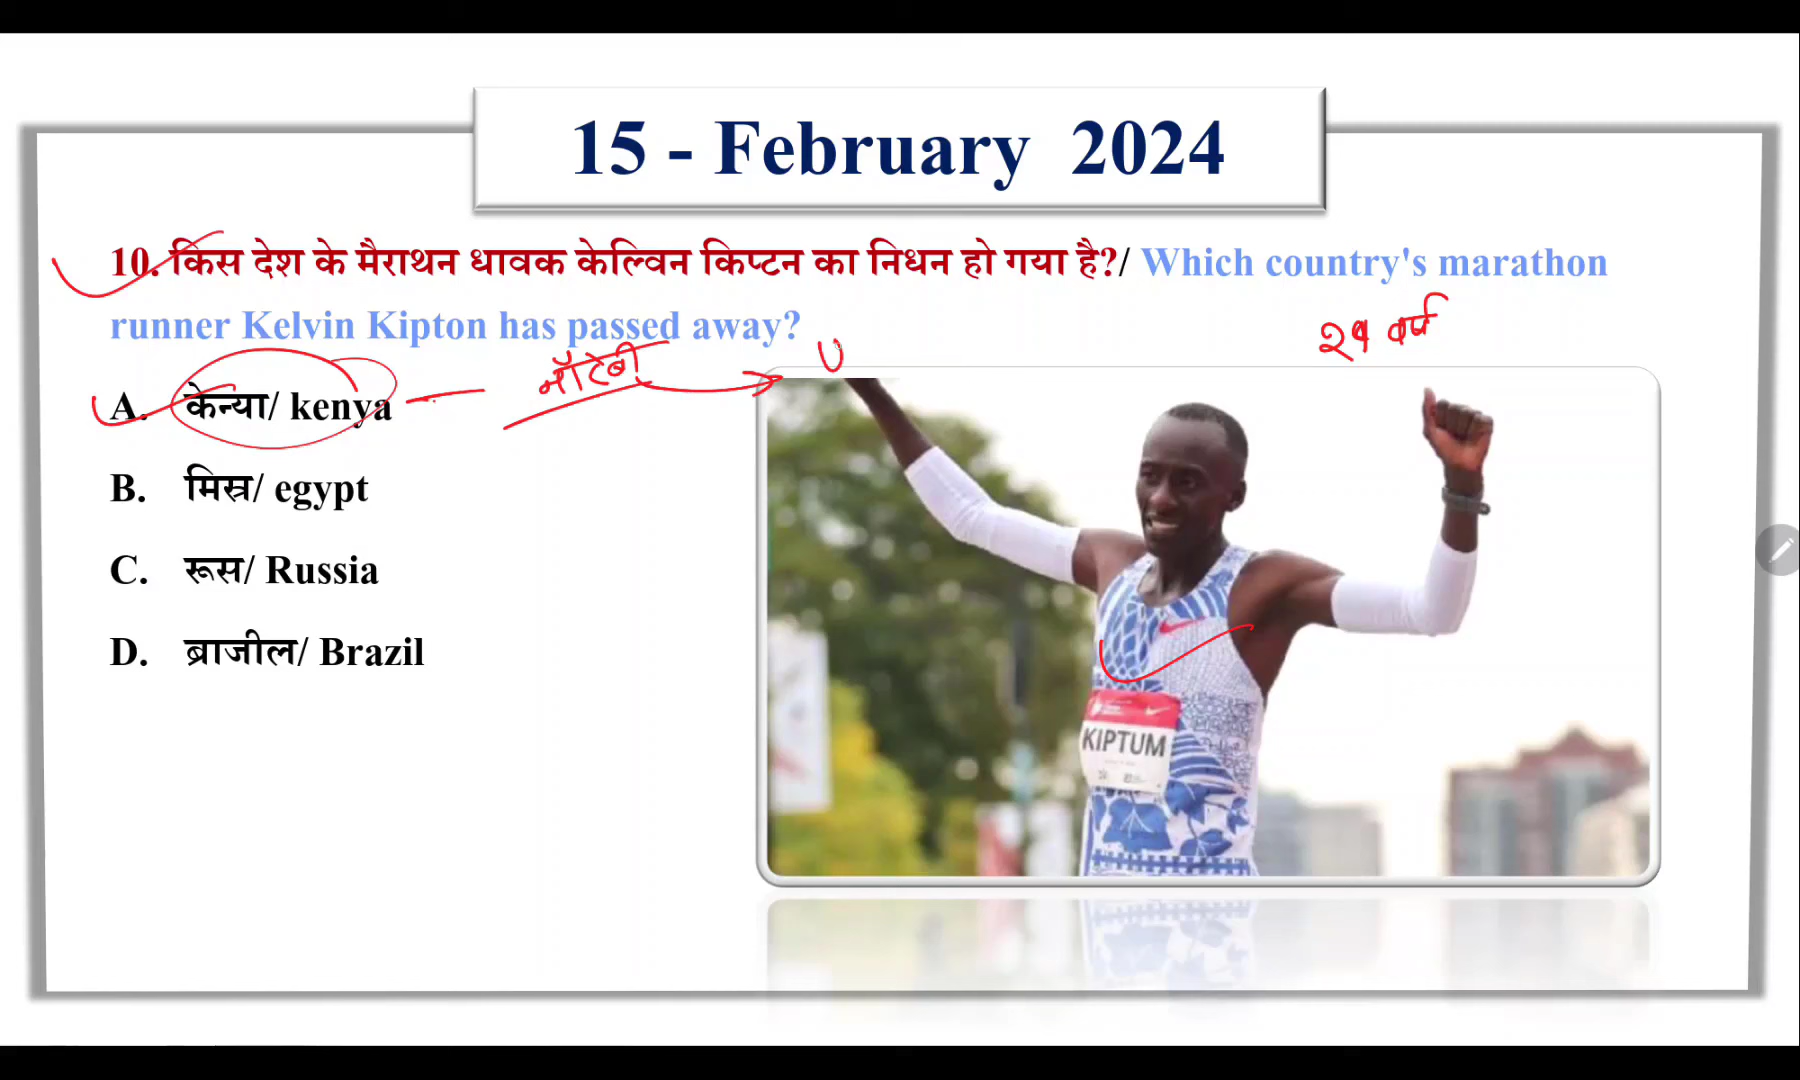 15 - February 2024
10. किस देश के मैराथन धावक केल्विन किप्टन का निधन हो गया है?/ Which country's marathon
runner Kelvin Kipton has passed away?
२५ वर्ष
A. केन्या/ kenya
B. मिस्र/ egypt
C. रूस/ Russia
D. ब्राजील/ Brazil
KIPTUM